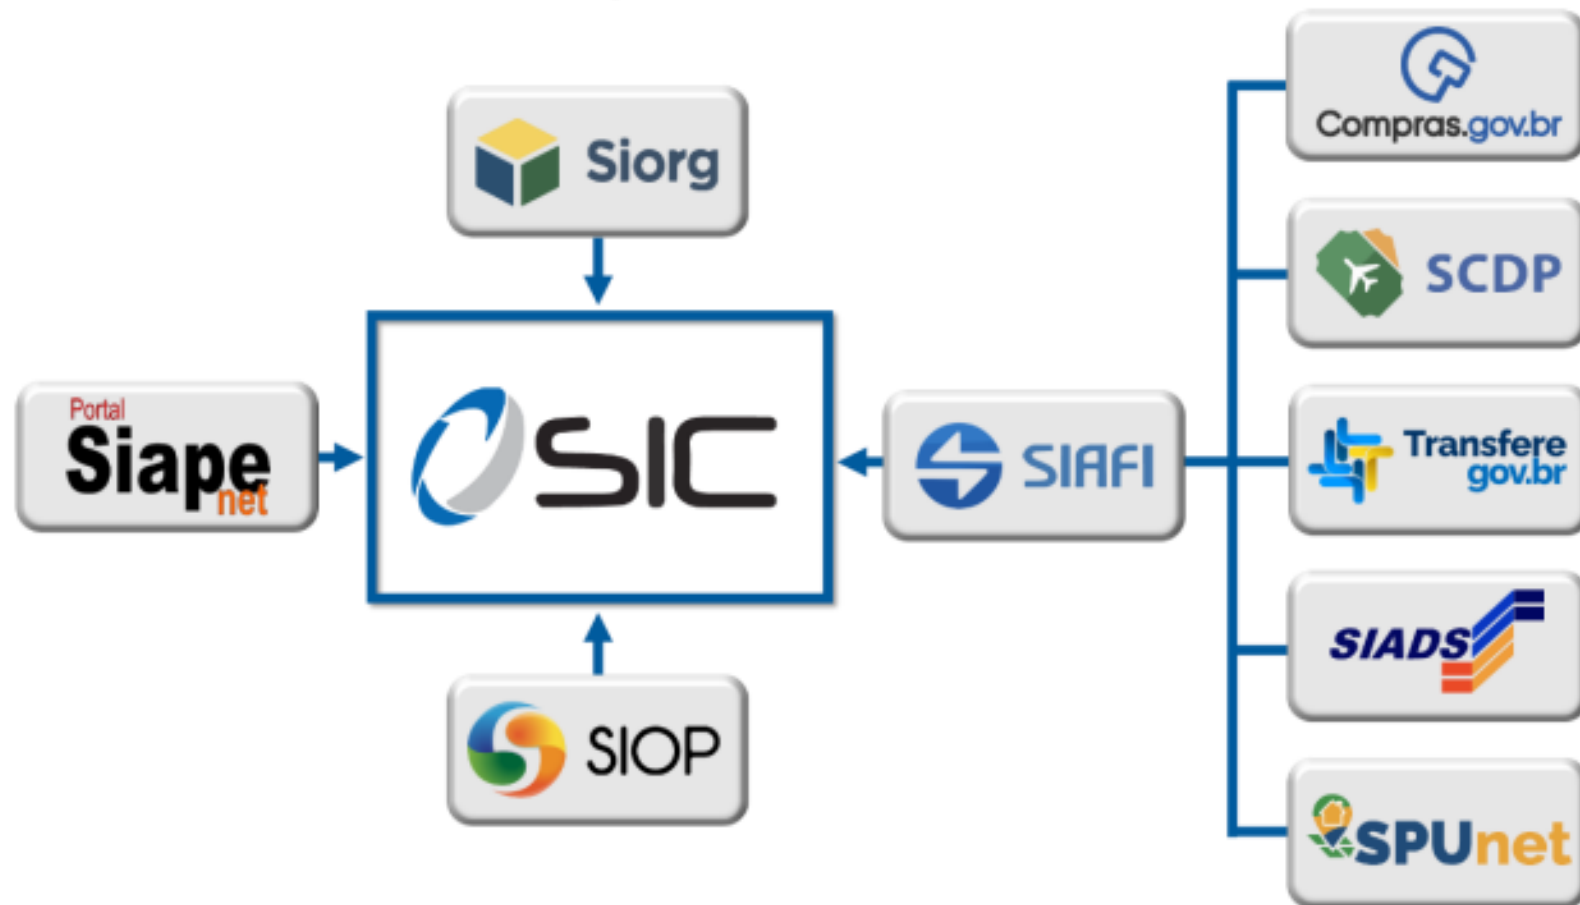 Compras.gov.br
Siorg
SCDP
Portal
Siape
net
SIC
SIAFI
Transfere
gov.br
SIADS
SIOP
SPUnet